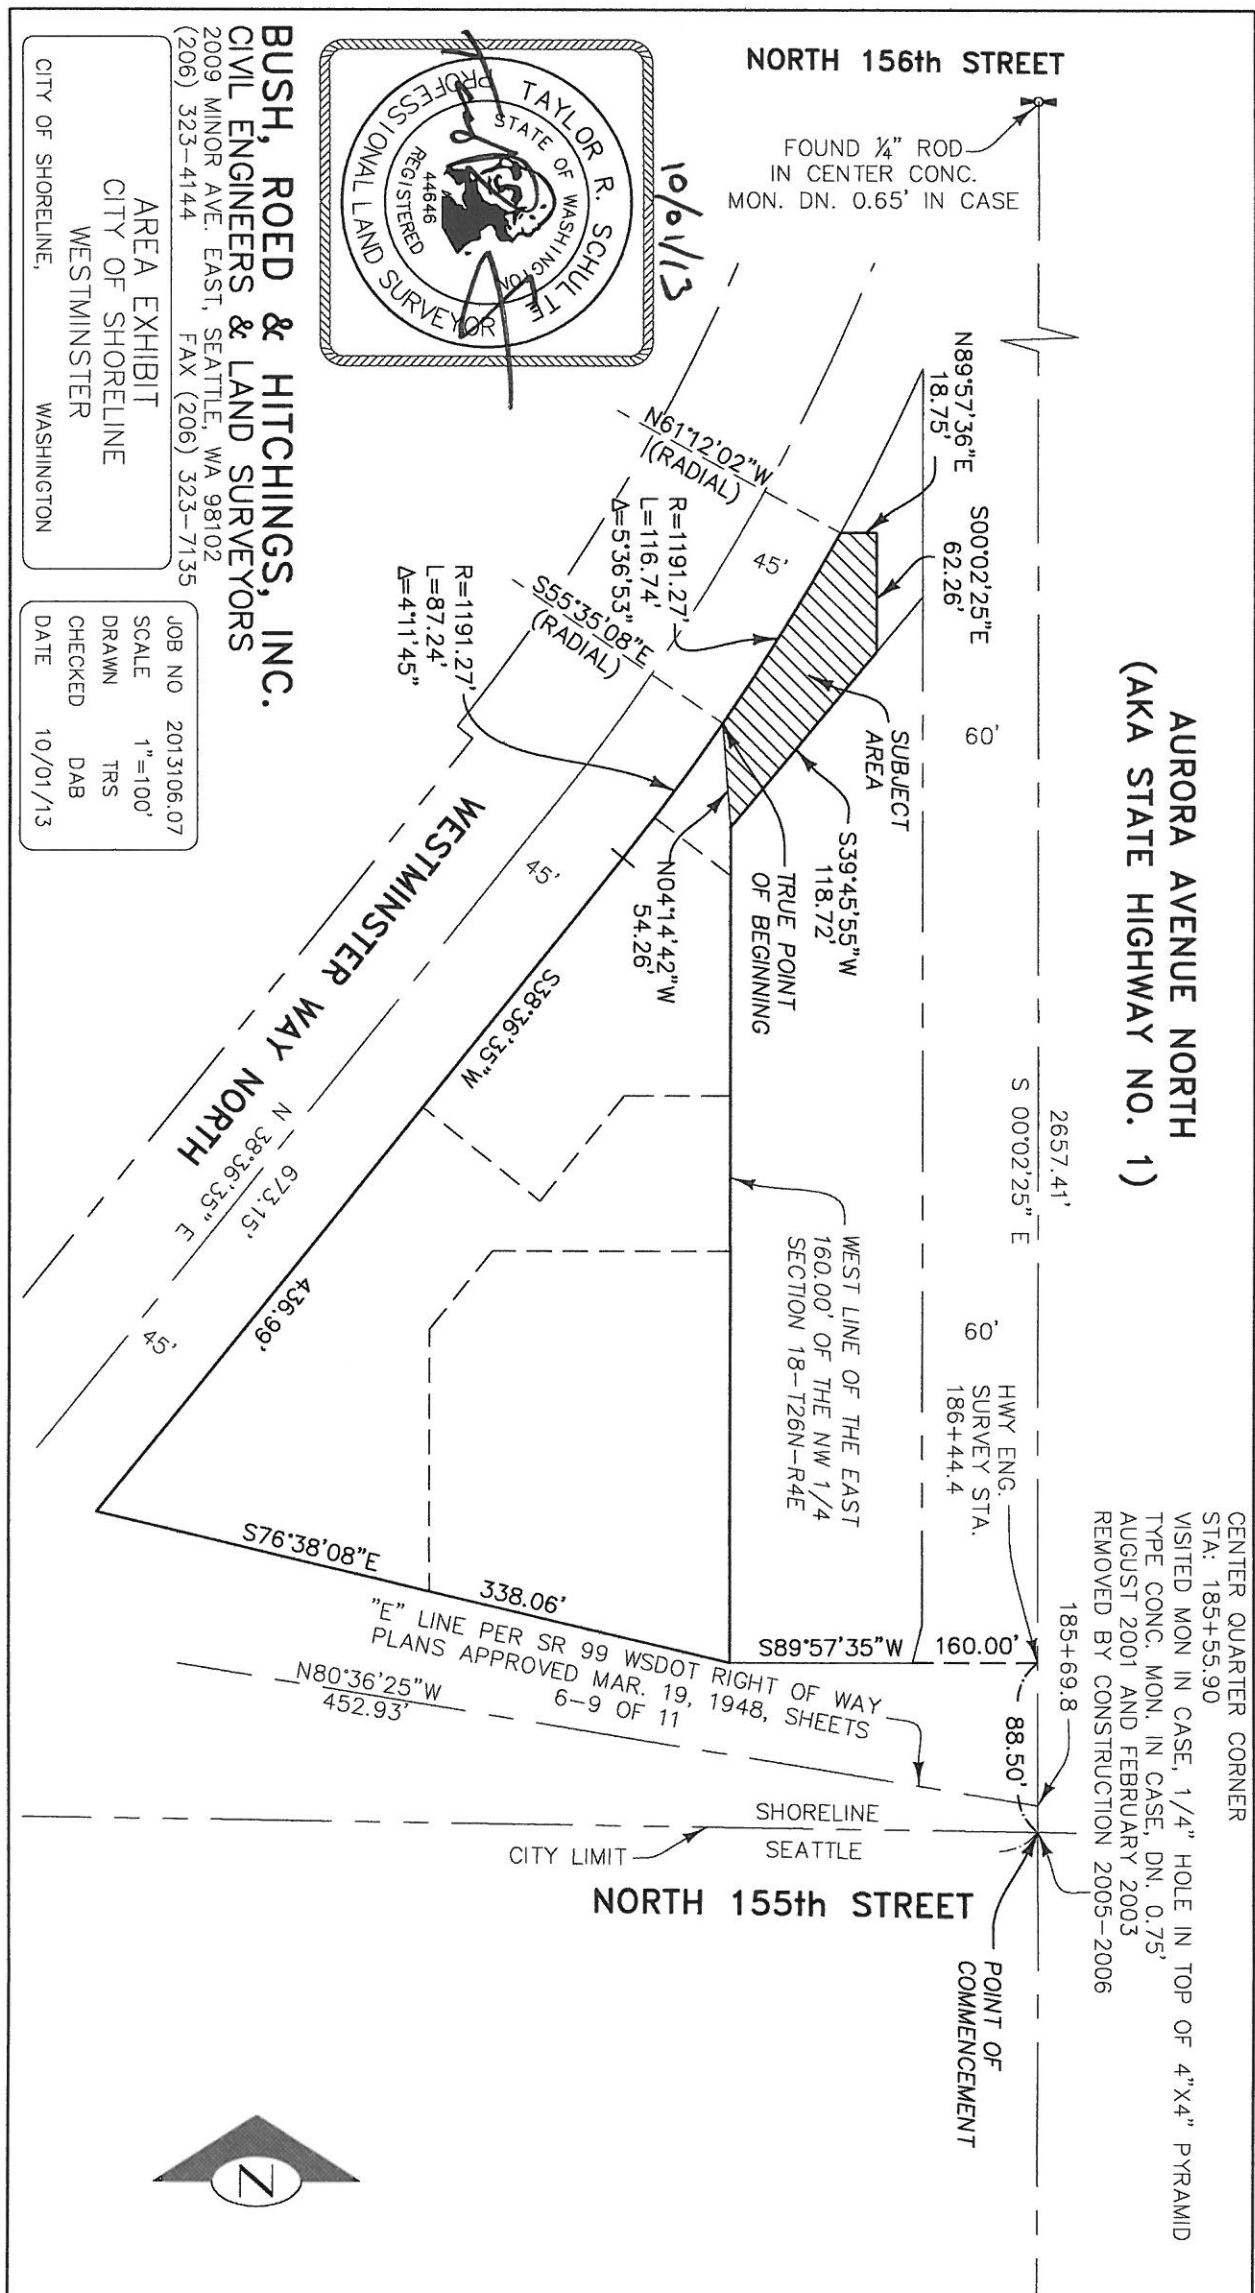 NORTH 156th STREET
FOUND ¼" ROD
IN CENTER CONC.
MON. DN. 0.65' IN CASE
AURORA AVENUE NORTH
(AKA STATE HIGHWAY NO. 1)
2657.41'
S 00°02'25" E
60'
60'
CENTER QUARTER CORNER
STA: 185+55.90
VISITED MON IN CASE, 1/4" HOLE IN TOP OF 4"X4" PYRAMID
TYPE CONC. MON. IN CASE, DN. 0.75'
AUGUST 2001 AND FEBRUARY 2003
REMOVED BY CONSTRUCTION 2005-2006
185+69.8
HWY ENG.
SURVEY STA.
186+44.4
88.50'
POINT OF
COMMENCEMENT
N89°57'36"E
18.75'
S00°02'25"E
62.26'
SUBJECT
AREA
S39°45'55"W
118.72'
TRUE POINT
OF BEGINNING
N04°14'42"W
54.26'
N61°12'02"W
(RADIAL)
R=1191.27'
L=116.74'
Δ=5°36'53"
45'
S55°35'08"E
(RADIAL)
R=1191.27'
L=87.24'
Δ=4°11'45"
45'
WEST LINE OF THE EAST
160.00' OF THE NW 1/4
SECTION 18-T26N-R4E
S38°36'35"W
436.99'
WESTMINSTER WAY NORTH
673.15'
N 38°36'35" E
45'
S76°38'08"E
338.06'
S89°57'35"W
160.00'
"E" LINE PER SR 99 WSDOT RIGHT OF WAY
PLANS APPROVED MAR. 19, 1948, SHEETS
6-9 OF 11
N80°36'25"W
452.93'
SHORELINE
CITY LIMIT
SEATTLE
NORTH 155th STREET
10/01/13
TAYLOR R. SCHULTE
STATE OF WASHINGTON
44646
REGISTERED
PROFESSIONAL LAND SURVEYOR
BUSH, ROED & HITCHINGS, INC.
CIVIL ENGINEERS & LAND SURVEYORS
2009 MINOR AVE. EAST, SEATTLE, WA 98102
(206) 323-4144 FAX (206) 323-7135
AREA EXHIBIT
CITY OF SHORELINE
WESTMINSTER
CITY OF SHORELINE, WASHINGTON
JOB NO 2013106.07
SCALE 1"=100'
DRAWN TRS
CHECKED DAB
DATE 10/01/13
N